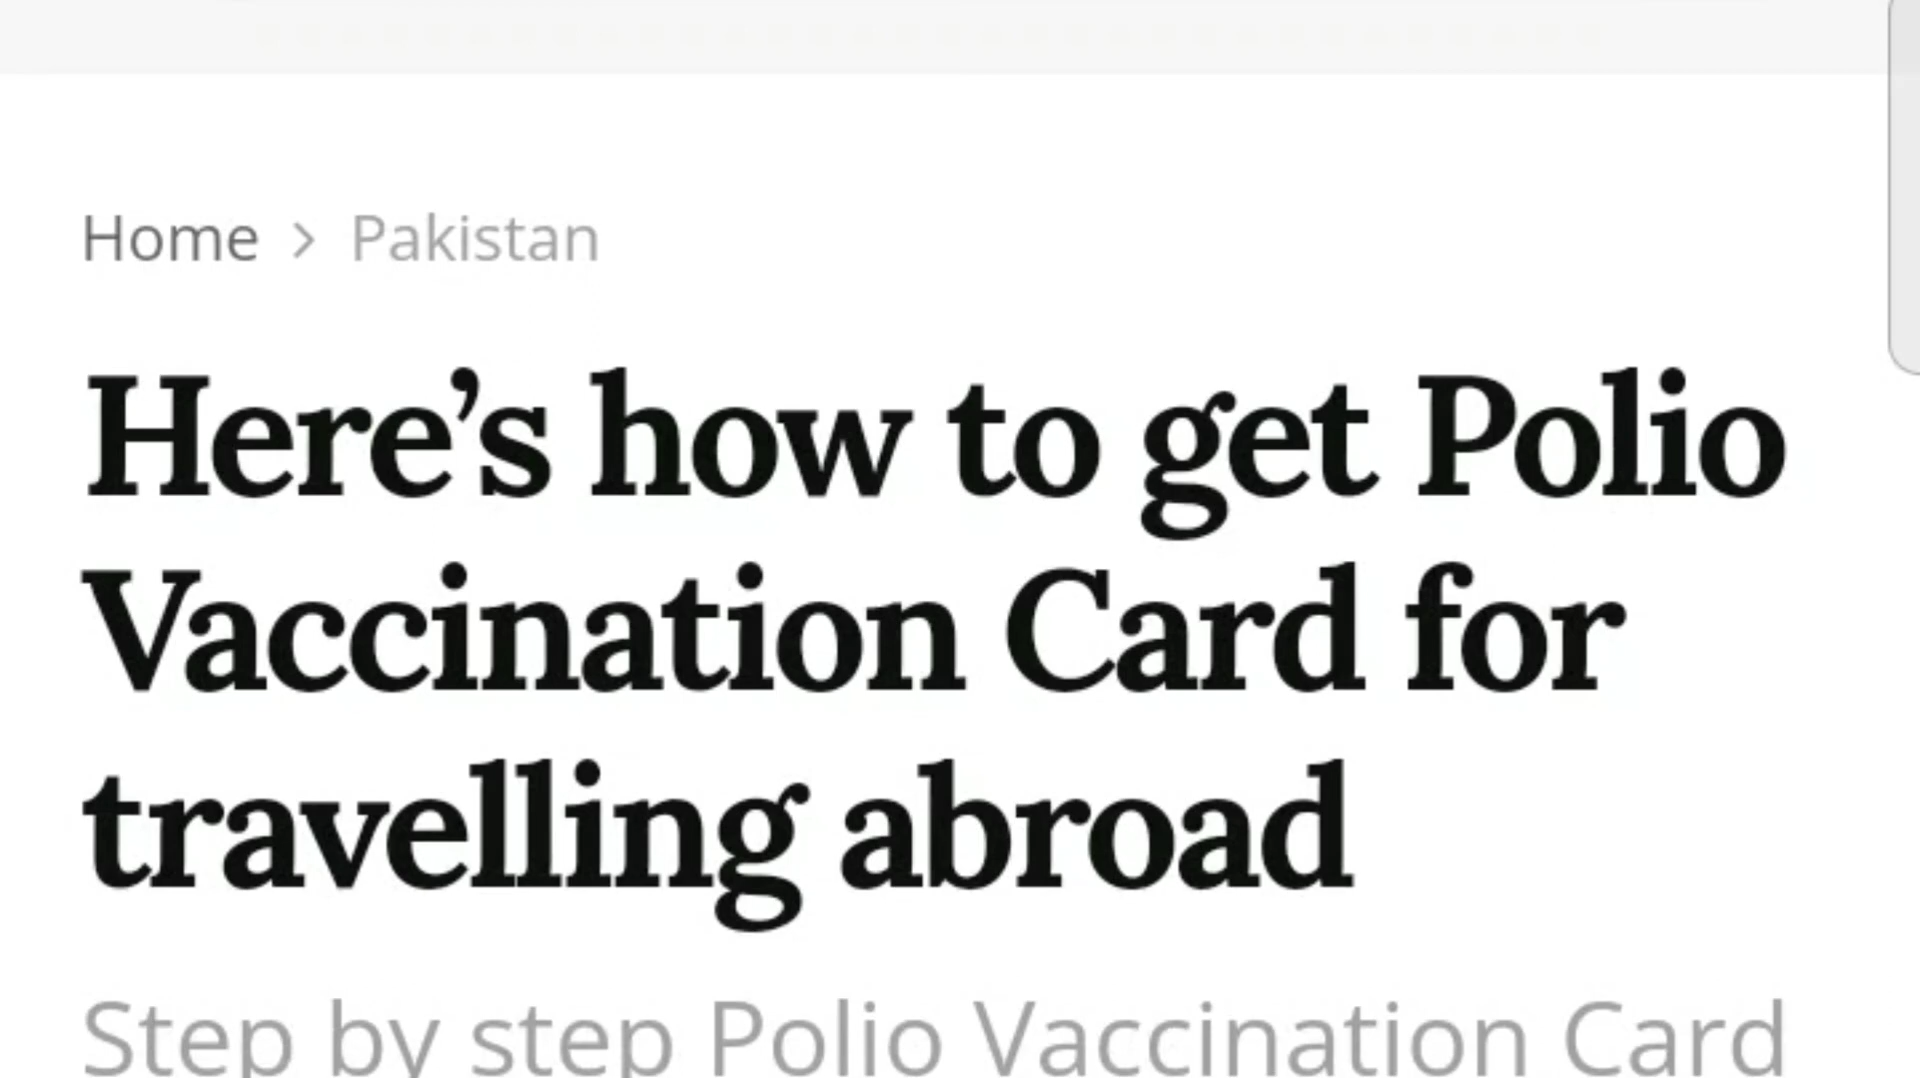 Home > Pakistan
Here’s how to get Polio
Vaccination Card for
travelling abroad
Step by step Polio Vaccination Card